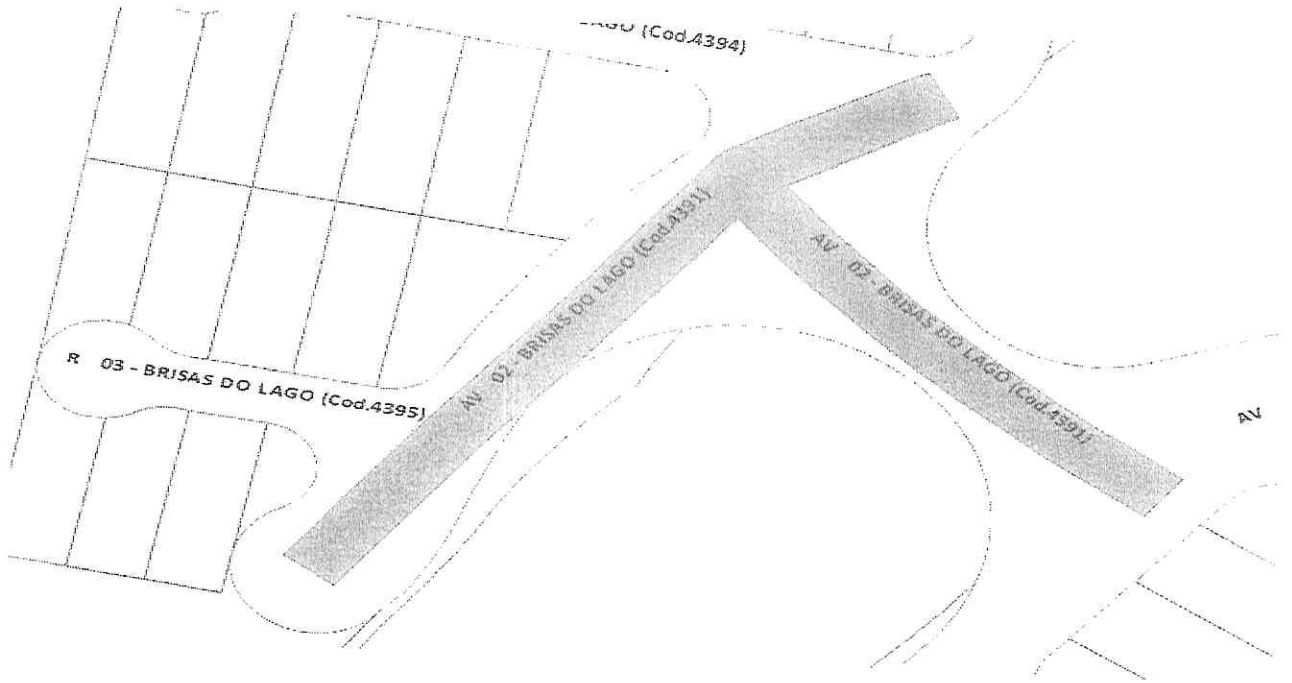 LAGO (Cod.4394)
AV 02 - BRISAS DO LAGO (Cod.4391)
AV 02 - BRISAS DO LAGO (Cod.4391)
R 03 - BRISAS DO LAGO (Cod.4395)
AV